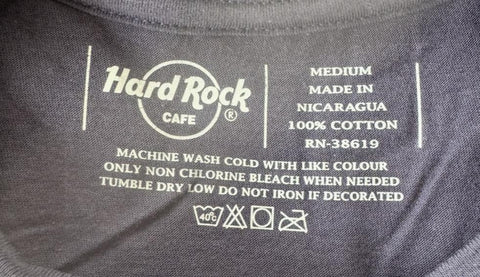 Hard Rock
CAFE
®
MEDIUM
MADE IN
NICARAGUA
100% COTTON
RN-38619
MACHINE WASH COLD WITH LIKE COLOUR
ONLY NON CHLORINE BLEACH WHEN NEEDED
TUMBLE DRY LOW DO NOT IRON IF DECORATED
40°C